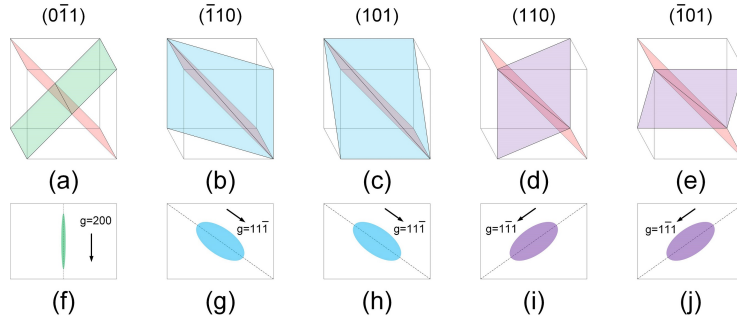 (01̅1) (1̅10) (101) (110) (1̅01)
(a) (b) (c) (d) (e)
g=200 g=111̅ g=111̅ g=11̅1 g=11̅1
(f) (g) (h) (i) (j)